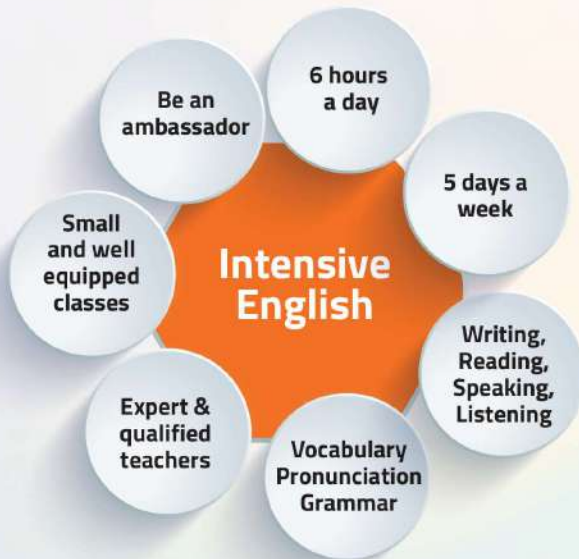 Intensive
English
6 hours
a day
5 days a
week
Writing,
Reading,
Speaking,
Listening
Vocabulary
Pronunciation
Grammar
Expert &
qualified
teachers
Small
and well
equipped
classes
Be an
ambassador